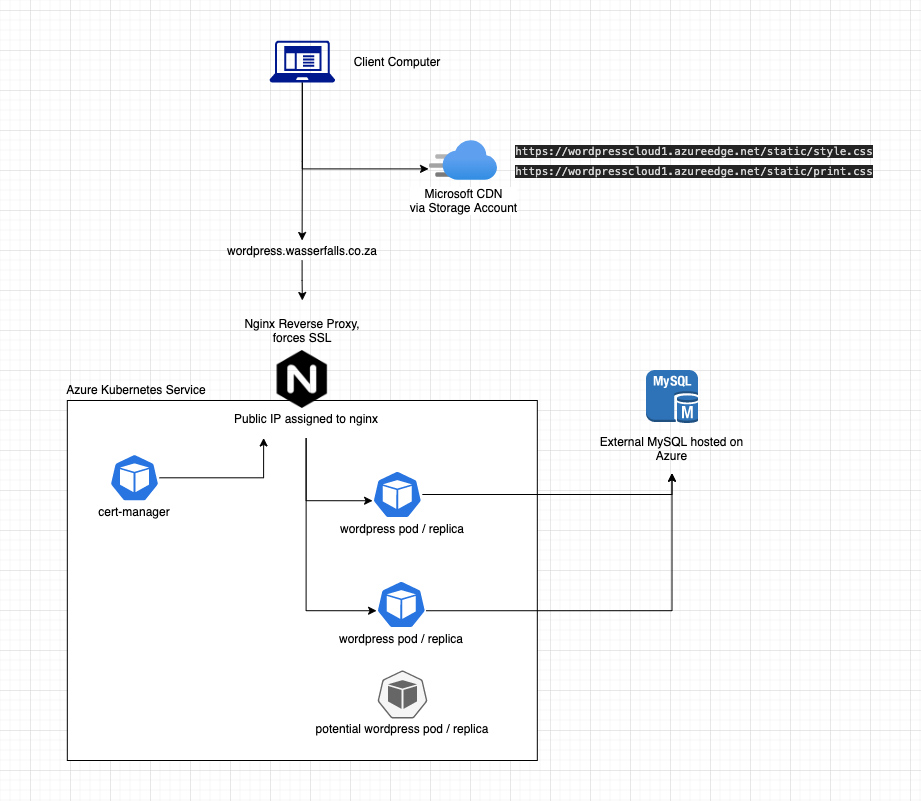 Client Computer
https://wordpresscloud1.azureedge.net/static/style.css
https://wordpresscloud1.azureedge.net/static/print.css
Microsoft CDN
via Storage Account
wordpress.wasserfalls.co.za
Nginx Reverse Proxy,
forces SSL
N
Azure Kubernetes Service
Public IP assigned to nginx
MySQL
M
External MySQL hosted on
Azure
cert-manager
wordpress pod / replica
wordpress pod / replica
potential wordpress pod / replica